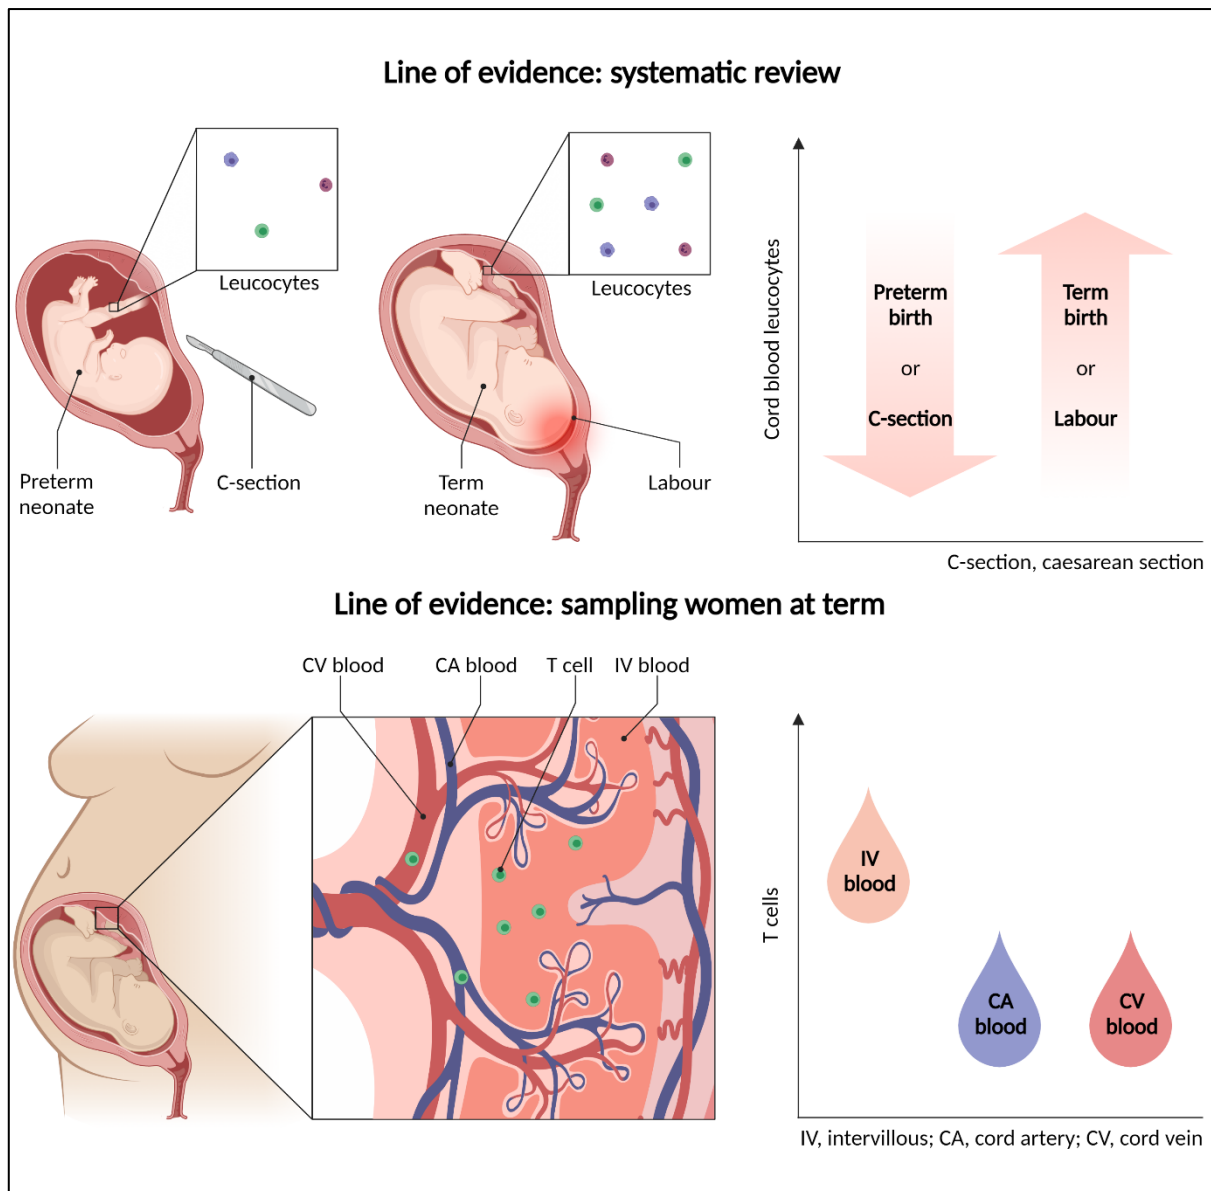 Line of evidence: systematic review
Leucocytes
Leucocytes
Preterm
neonate
C-section
Term
neonate
Labour
Cord blood leucocytes
Preterm
birth
or
C-section
Term
birth
or
Labour
C-section, caesarean section
Line of evidence: sampling women at term
CV blood
CA blood
T cell
IV blood
T cells
IV
blood
CA
blood
CV
blood
IV, intervillous; CA, cord artery; CV, cord vein